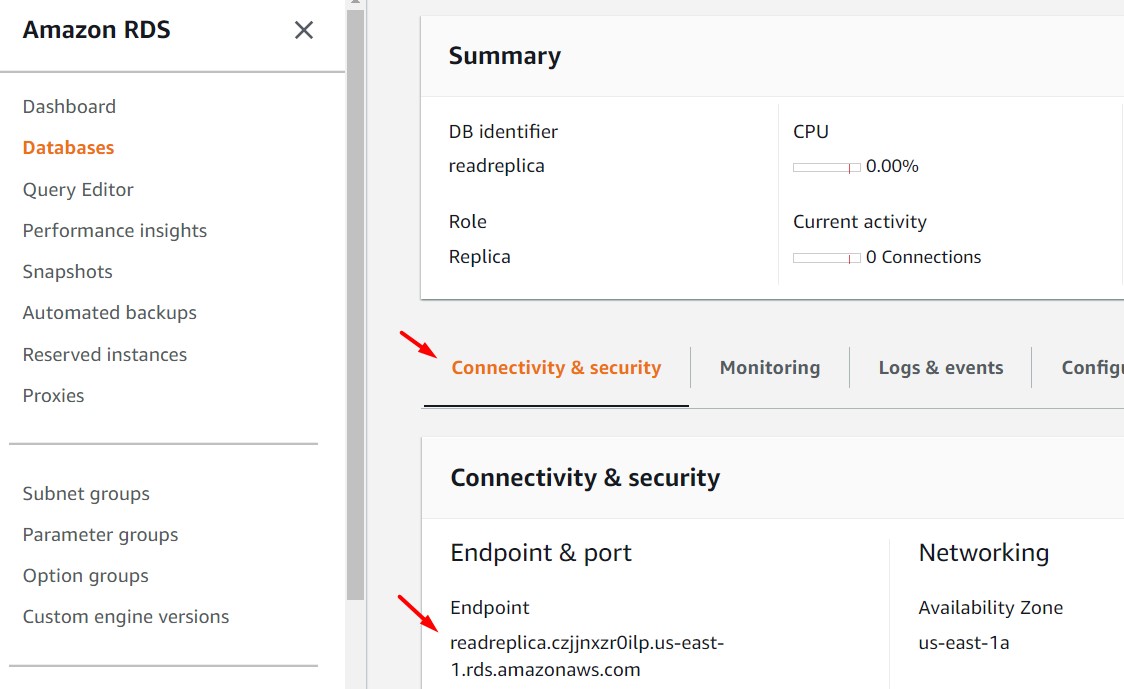 Amazon RDS
Dashboard
Databases
Query Editor
Performance insights
Snapshots
Automated backups
Reserved instances
Proxies
Subnet groups
Parameter groups
Option groups
Custom engine versions
Summary
DB identifier
readreplica
CPU
0.00%
Role
Replica
Current activity
0 Connections
Connectivity & security
Monitoring
Logs & events
Configu
Connectivity & security
Endpoint & port
Endpoint
readreplica.czjjnxzr0ilp.us-east-
1.rds.amazonaws.com
Networking
Availability Zone
us-east-1a